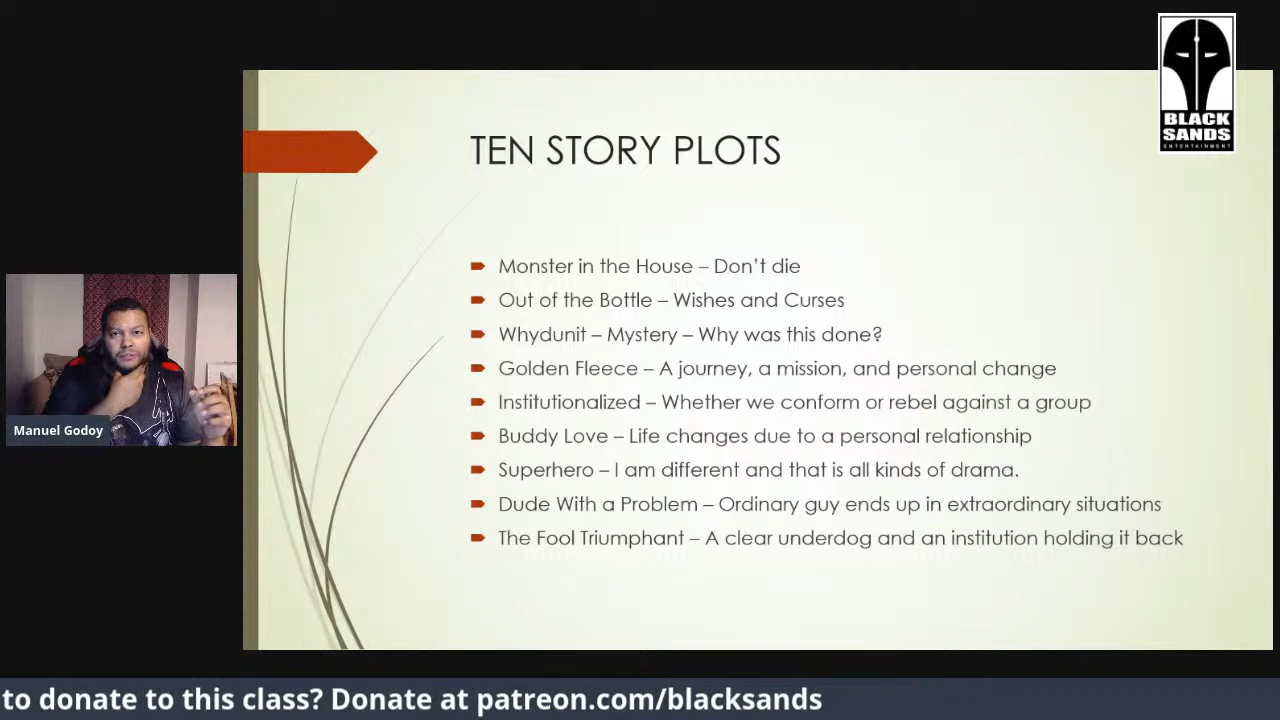 BLACK
SANDS
ENTERTAINMENT
TEN STORY PLOTS
Monster in the House – Don’t die
Out of the Bottle – Wishes and Curses
Whydunit – Mystery – Why was this done?
Golden Fleece – A journey, a mission, and personal change
Institutionalized – Whether we conform or rebel against a group
Buddy Love – Life changes due to a personal relationship
Superhero – I am different and that is all kinds of drama.
Dude With a Problem – Ordinary guy ends up in extraordinary situations
The Fool Triumphant – A clear underdog and an institution holding it back
Manuel Godoy
to donate to this class? Donate at patreon.com/blacksands